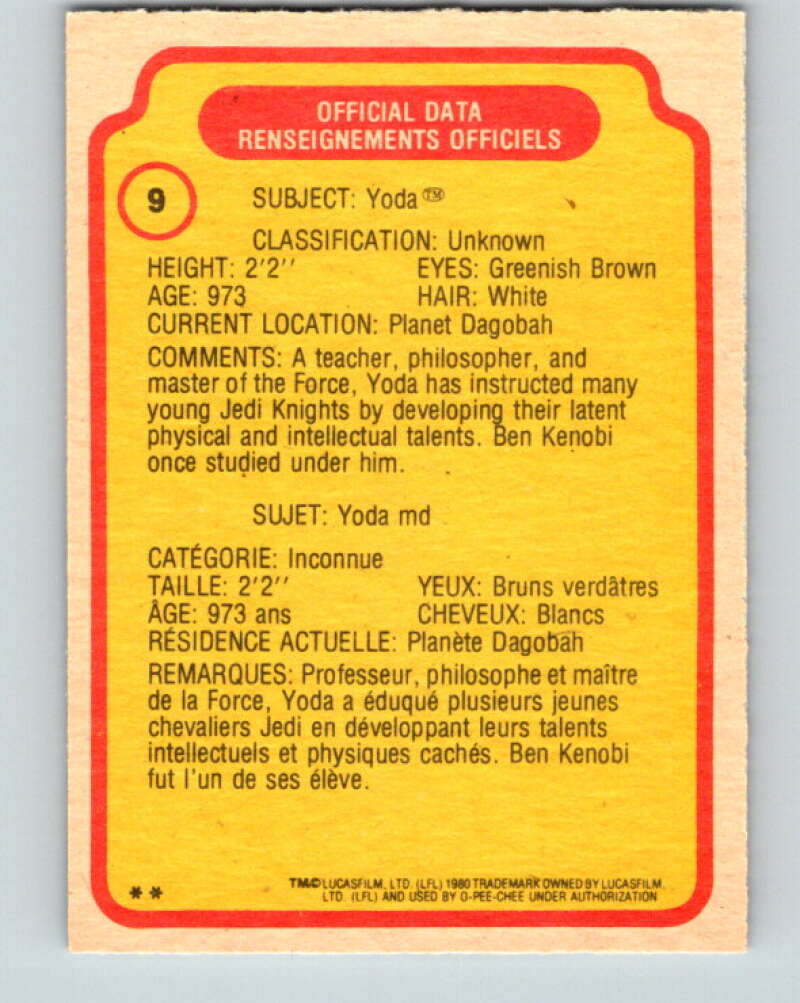 OFFICIAL DATA
RENSEIGNEMENTS OFFICIELS
9
SUBJECT: Yoda™
CLASSIFICATION: Unknown
HEIGHT: 2'2'' EYES: Greenish Brown
AGE: 973 HAIR: White
CURRENT LOCATION: Planet Dagobah
COMMENTS: A teacher, philosopher, and
master of the Force, Yoda has instructed many
young Jedi Knights by developing their latent
physical and intellectual talents. Ben Kenobi
once studied under him.
SUJET: Yoda md
CATÉGORIE: Inconnue
TAILLE: 2'2'' YEUX: Bruns verdâtres
ÂGE: 973 ans CHEVEUX: Blancs
RÉSIDENCE ACTUELLE: Planète Dagobah
REMARQUES: Professeur, philosophe et maître
de la Force, Yoda a éduqué plusieurs jeunes
chevaliers Jedi en développant leurs talents
intellectuels et physiques cachés. Ben Kenobi
fut l'un de ses élève.
** TM© LUCASFILM, LTD. (LFL) 1980 TRADEMARK OWNED BY LUCASFILM,
LTD. (LFL) AND USED BY O-PEE-CHEE UNDER AUTHORIZATION